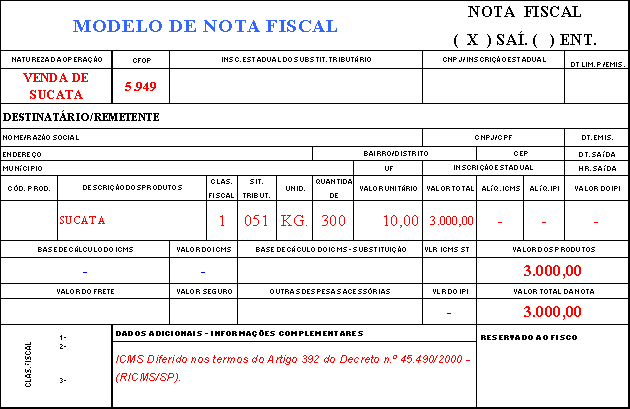 MODELO DE NOTA FISCAL
NOTA FISCAL
( X ) SAÍ. ( ) ENT.
NATUREZA DA OPERAÇÃO CFOP INSC. ESTADUAL DO SUBST. TRIBUTÁRIO CNPJ/INSCRIÇÃO ESTADUAL DT LIM. P/EMIS.
VENDA DE SUCATA 5.949
DESTINATÁRIO/REMETENTE
NOME/RAZÃO SOCIAL CNPJ/CPF DT. EMIS.
ENDEREÇO BAIRRO/DISTRITO CEP DT. SAÍDA
MUNICÍPIO UF INSCRIÇÃO ESTADUAL HR. SAÍDA
CÓD. PROD. DESCRIÇÃO DOS PRODUTOS CLAS. FISCAL SIT. TRIBUT. UNID. QUANTIDADE VALOR UNITÁRIO VALOR TOTAL ALÍQ. ICMS ALÍQ. IPI VALOR DO IPI
SUCATA 1 051 KG. 300 10,00 3.000,00 - - -
BASE DE CÁLCULO DO ICMS VALOR DO ICMS BASE DE CÁCULO DO ICMS - SUBSTITUIÇÃO VLR ICMS ST VALOR DOS PRODUTOS
- - 3.000,00
VALOR DO FRETE VALOR SEGURO OUTRAS DESPESAS ACESSÓRIAS VLR DO IPI VALOR TOTAL DA NOTA
- 3.000,00
CLAS. FISCAL
1-
2-
3-
DADOS ADICIONAIS - INFORMAÇÕES COMPLEMENTARES
ICMS Diferido nos termos do Artigo 392 do Decreto n.º 45.490/2000 -
(RICMS/SP).
RESERVADO AO FISCO